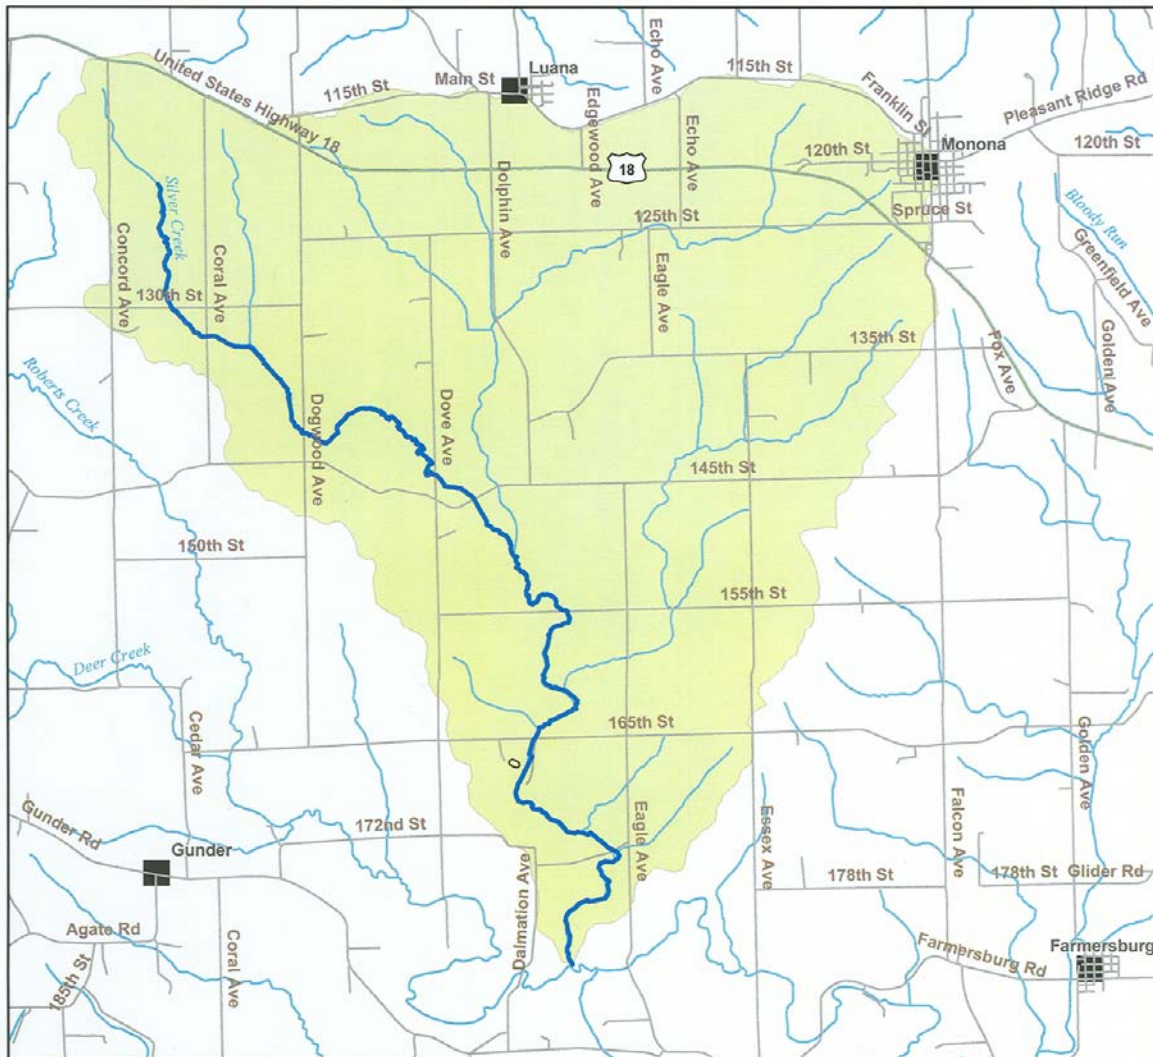 Echo Ave
United States Highway 18
Main St
Luana
115th St
115th St
Franklin St
Pleasant Ridge Rd
Edgewood Ave
Echo Ave
120th St
Monona
120th St
18
Silver Creek
Dolphin Ave
125th St
Spruce St
Bloody Run
Greenfield Ave
Concord Ave
Coral Ave
Eagle Ave
130th St
135th St
Fox Ave
Golden Ave
Roberts Creek
Dogwood Ave
Dove Ave
145th St
150th St
155th St
Deer Creek
Cedar Ave
165th St
Golden Ave
Gunder Rd
172nd St
Eagle Ave
Essex Ave
Falcon Ave
Gunder
178th St
178th St
Glider Rd
Dalmation Ave
Agate Rd
Coral Ave
185th St
Farmersburg Rd
Farmersburg